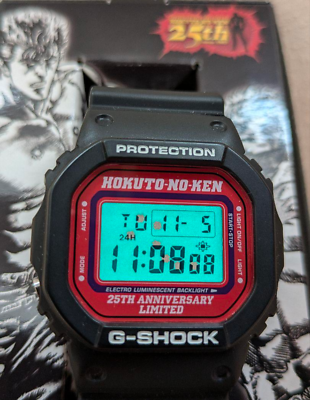 25th
PROTECTION
HOKUTO-NO-KEN
ADJUST
MODE
LIGHT ON/OFF
START·STOP
LIGHT
TU 11- 5
24H
11:08 08
ELECTRO LUMINESCENT BACKLIGHT
25TH ANNIVERSARY
LIMITED
G-SHOCK